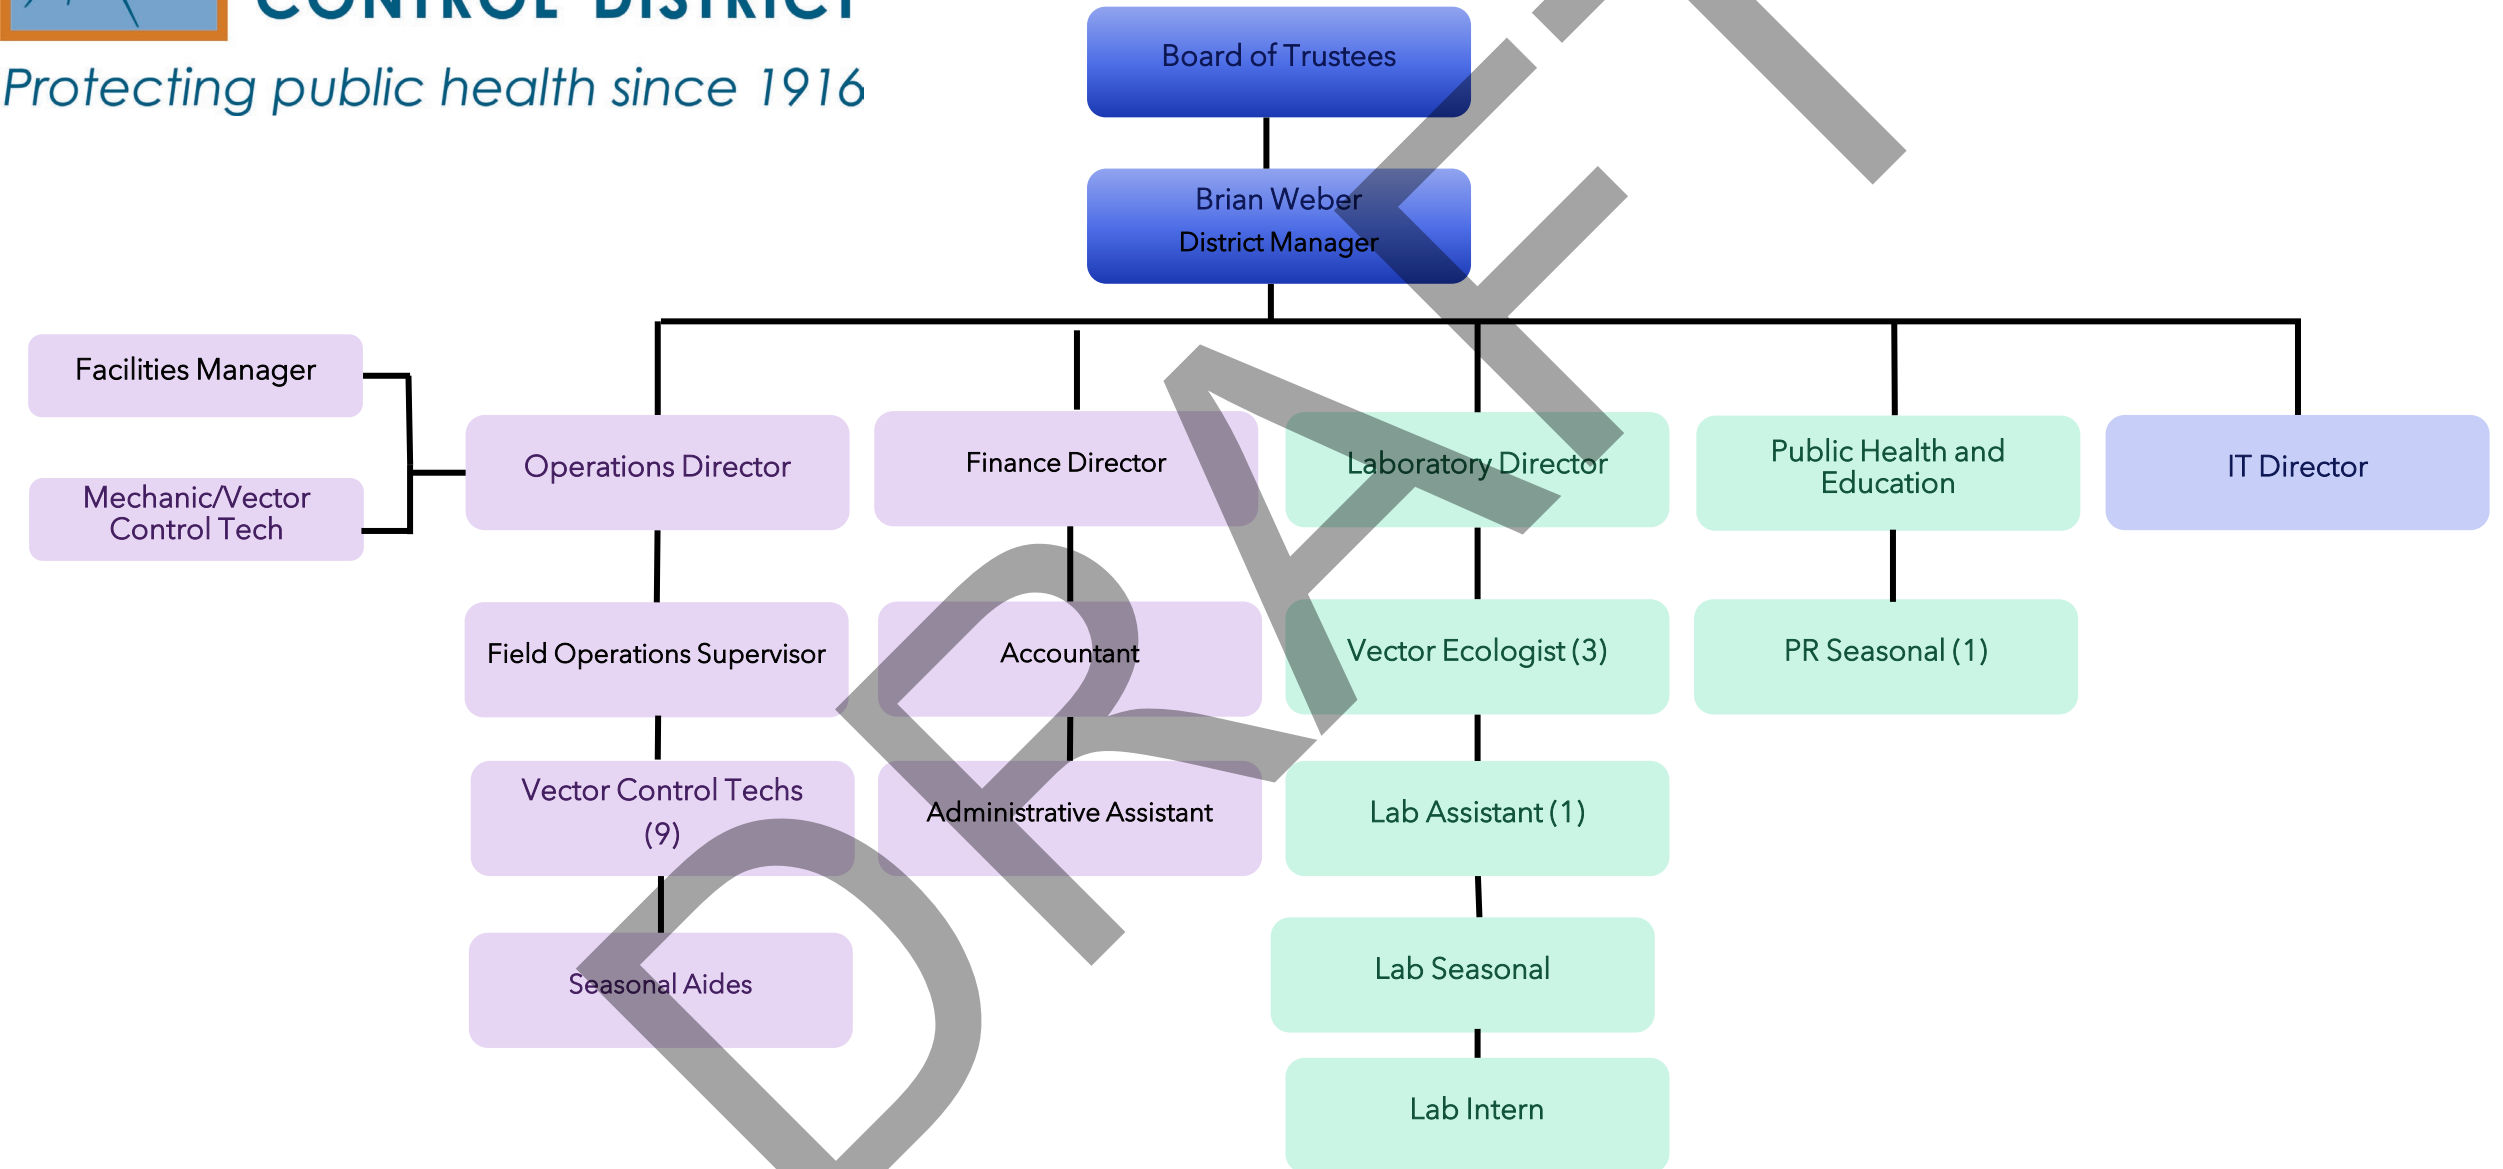 CONTROL DISTRICT
Protecting public health since 1916
Board of Trustees
Brian Weber
District Manager
Facilities Manager
Mechanic/Vector
Control Tech
Operations Director
Finance Director
Laboratory Director
Public Health and
Education
IT Director
Field Operations Supervisor
Accountant
Vector Ecologist (3)
PR Seasonal (1)
Vector Control Techs
(9)
Administrative Assistant
Lab Assistant (1)
Seasonal Aides
Lab Seasonal
Lab Intern
DRAFT